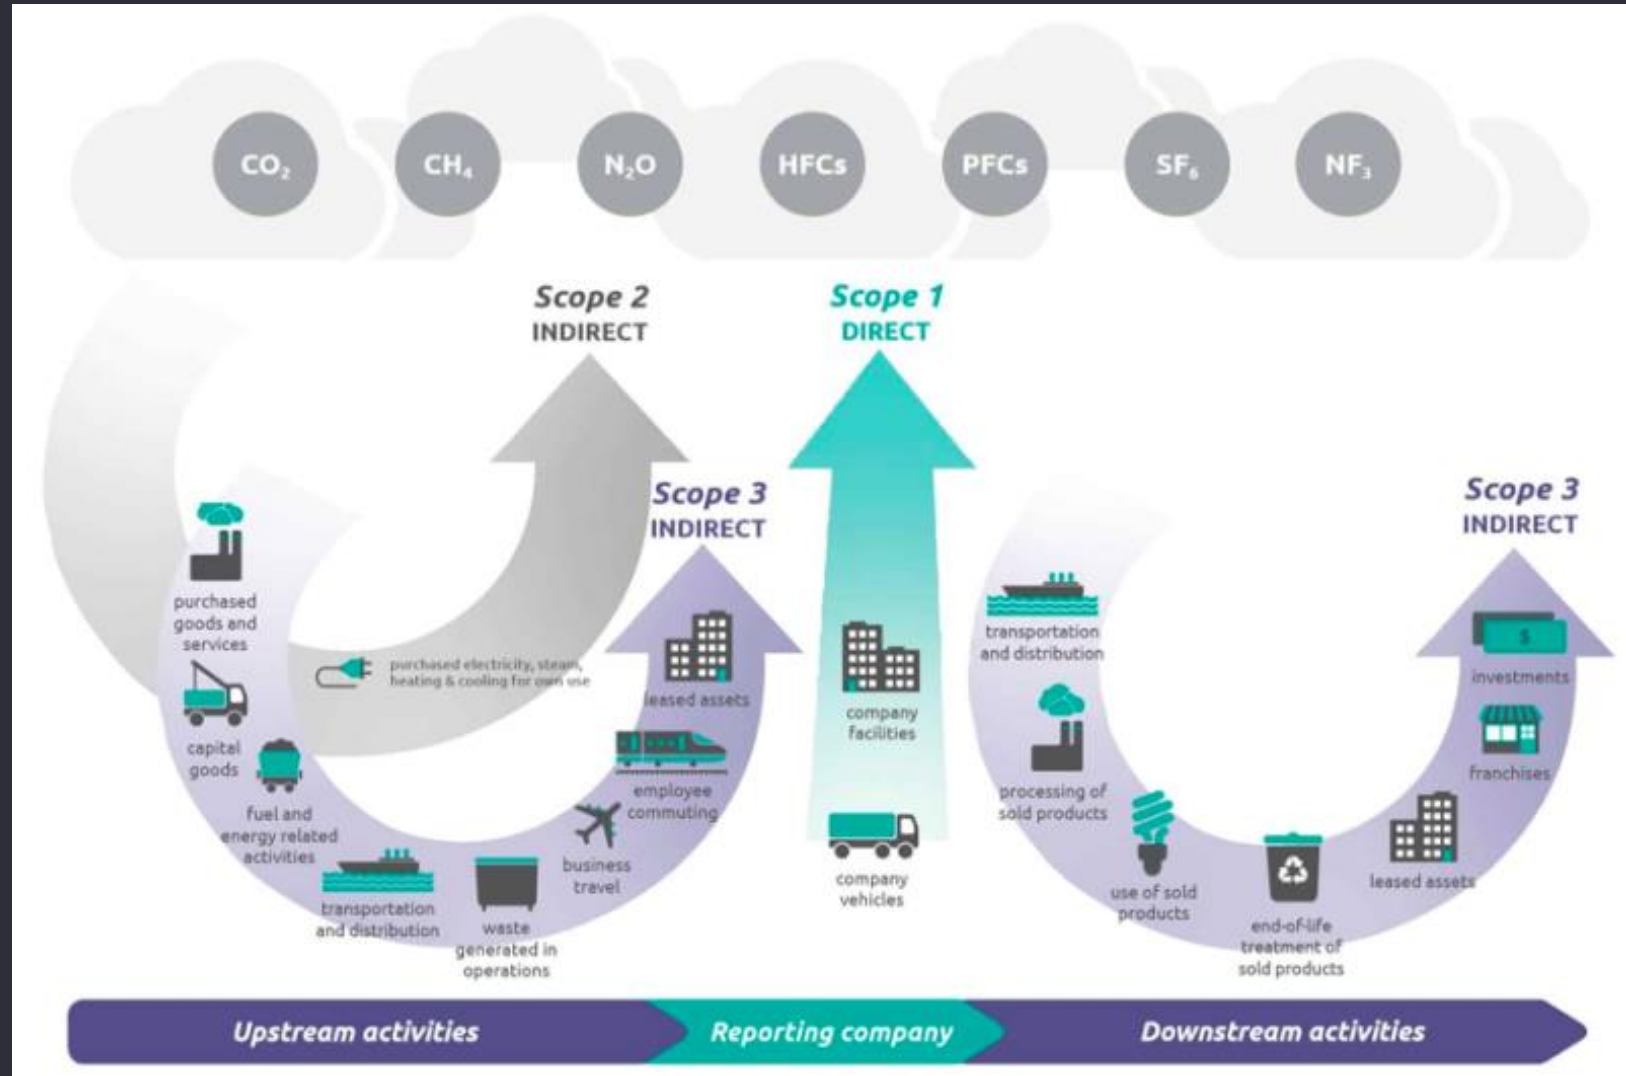 CO₂
CH₄
N₂O
HFCs
PFCs
SF₆
NF₃
Scope 2
INDIRECT
Scope 1
DIRECT
Scope 3
INDIRECT
Scope 3
INDIRECT
purchased
goods and
services
capital
goods
fuel and
energy related
activities
transportation
and distribution
waste
generated in
operations
business
travel
employee
commuting
leased assets
purchased electricity, steam,
heating & cooling for own use
company
facilities
company
vehicles
transportation
and distribution
processing of
sold products
use of sold
products
end-of-life
treatment of
sold products
leased assets
franchises
investments
$
Upstream activities
Reporting company
Downstream activities